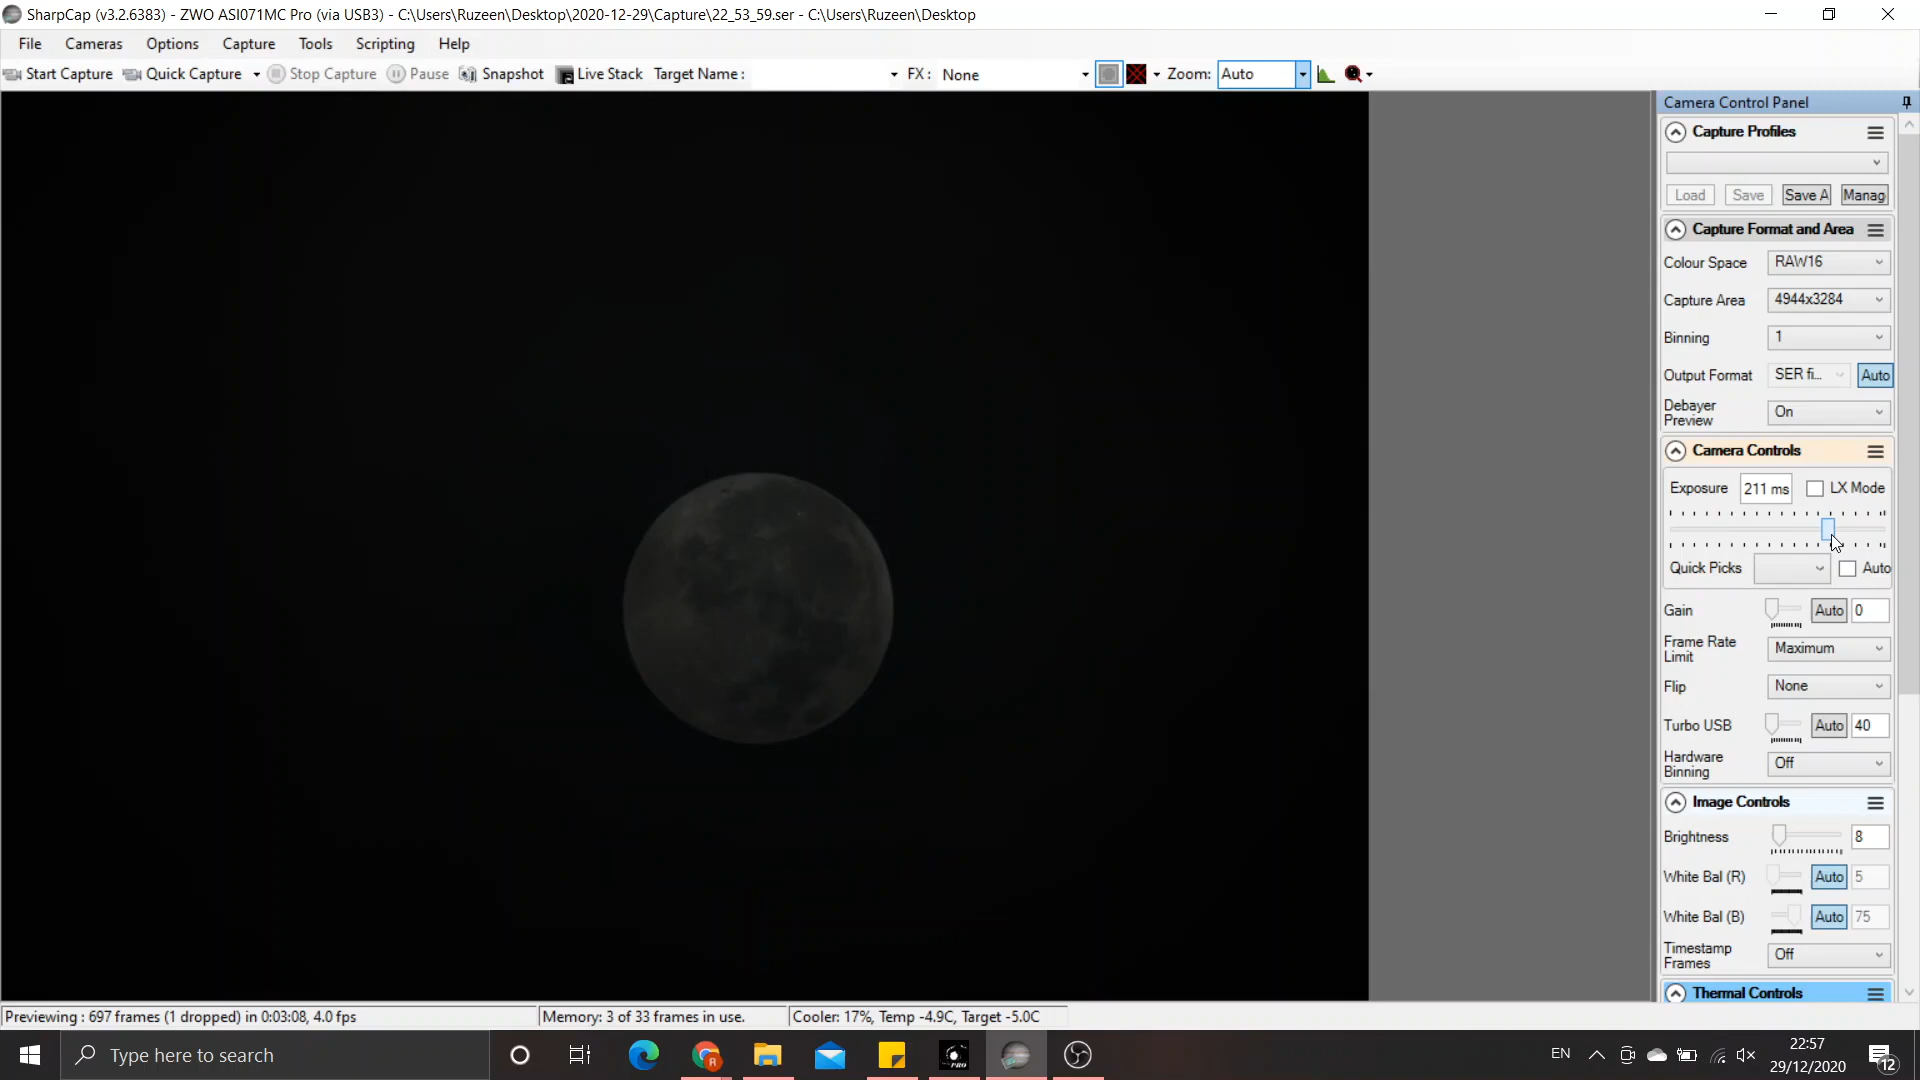 SharpCap (v3.2.6383) - ZWO ASI071MC Pro (via USB3) - C:\Users\Ruzeen\Desktop\2020-12-29\Capture\22_53_59.ser - C:\Users\Ruzeen\Desktop
File Cameras Options Capture Tools Scripting Help
Start Capture Quick Capture Stop Capture Pause Snapshot Live Stack Target Name : FX : None Zoom: Auto
Camera Control Panel
Capture Profiles
Load Save Save A Manag
Capture Format and Area
Colour Space RAW16
Capture Area 4944x3284
Binning 1
Output Format SER fi... Auto
Debayer Preview On
Camera Controls
Exposure 211 ms LX Mode
Quick Picks Auto
Gain Auto 0
Frame Rate Limit Maximum
Flip None
Turbo USB Auto 40
Hardware Binning Off
Image Controls
Brightness 8
White Bal (R) Auto 5
White Bal (B) Auto 75
Timestamp Frames Off
Thermal Controls
Previewing : 697 frames (1 dropped) in 0:03:08, 4.0 fps Memory: 3 of 33 frames in use. Cooler: 17%, Temp -4.9C, Target -5.0C
Type here to search
R
PRO
EN
22:57
29/12/2020
12